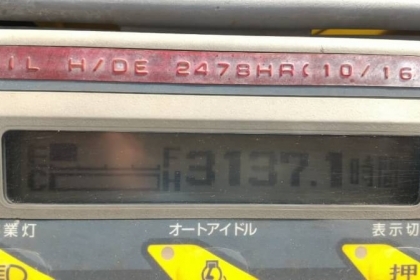 IL H/DE 2478HR(10/16
E F 3137.1時間
C H
業灯 オートアイドル 表示切
押